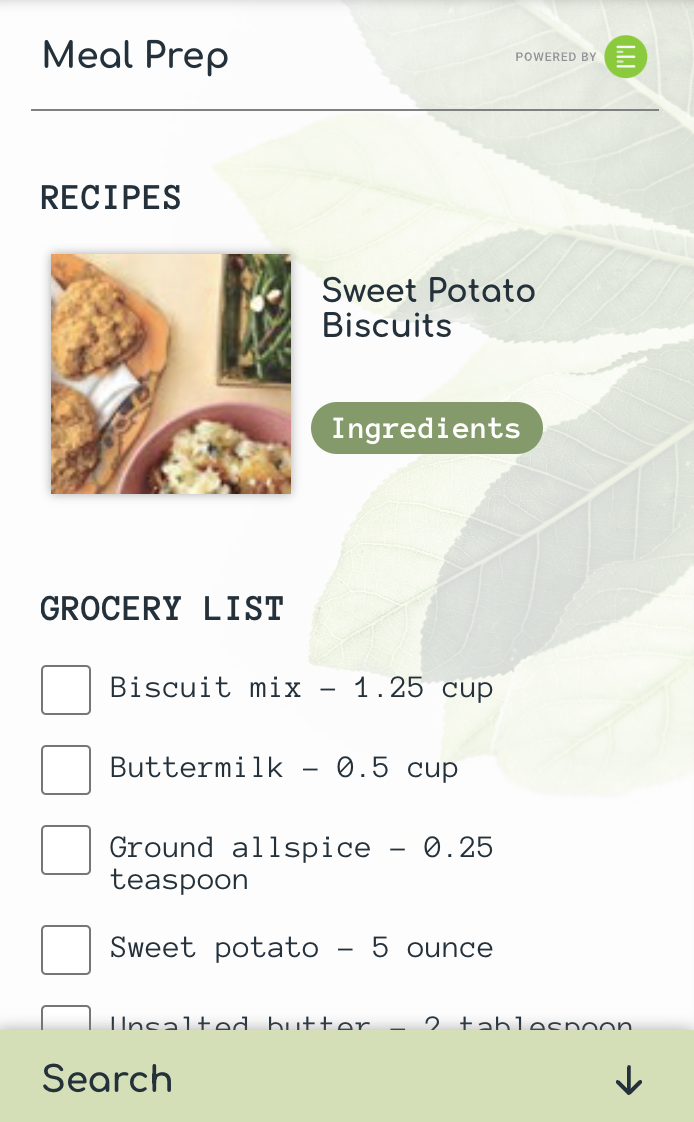 Meal Prep
POWERED BY
RECIPES
Sweet Potato
Biscuits
Ingredients
GROCERY LIST
Biscuit mix – 1.25 cup
Buttermilk – 0.5 cup
Ground allspice – 0.25
teaspoon
Sweet potato – 5 ounce
Unsalted butter – 2 tablespoon
Search